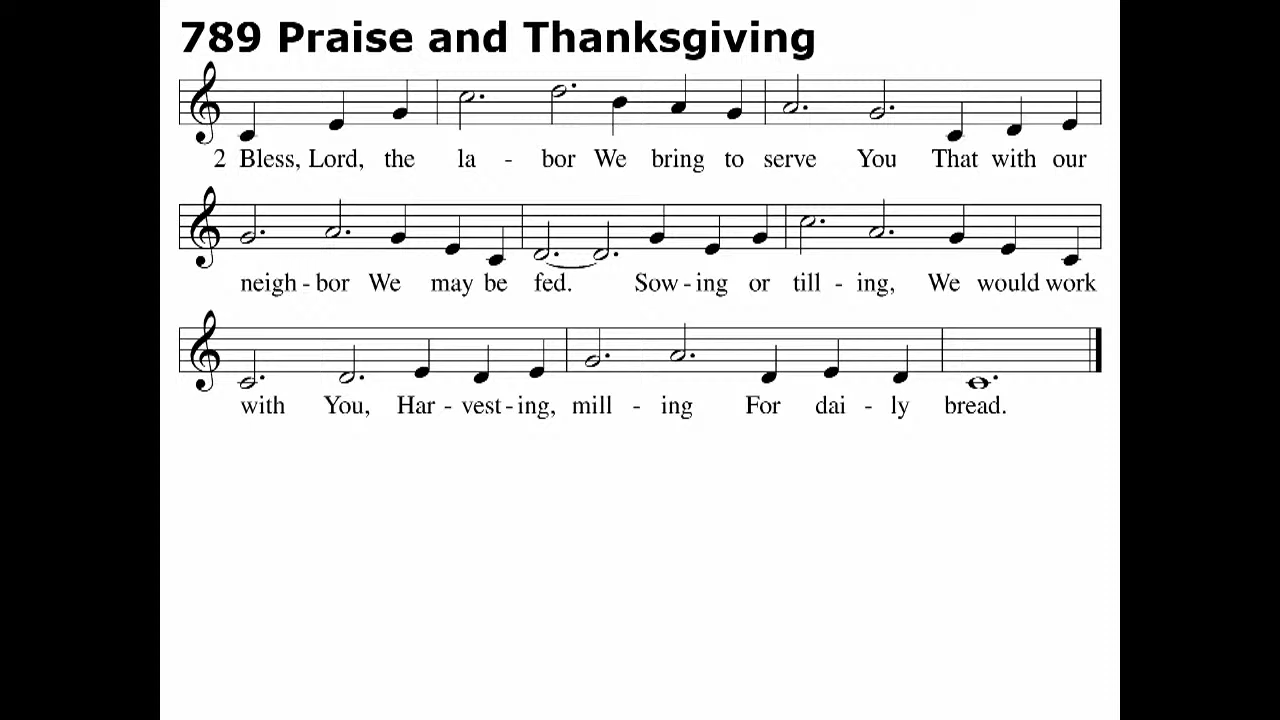 789 Praise and Thanksgiving
2 Bless, Lord, the la - bor We bring to serve You That with our
neigh - bor We may be fed. Sow - ing or till - ing, We would work
with You, Har - vest - ing, mill - ing For dai - ly bread.